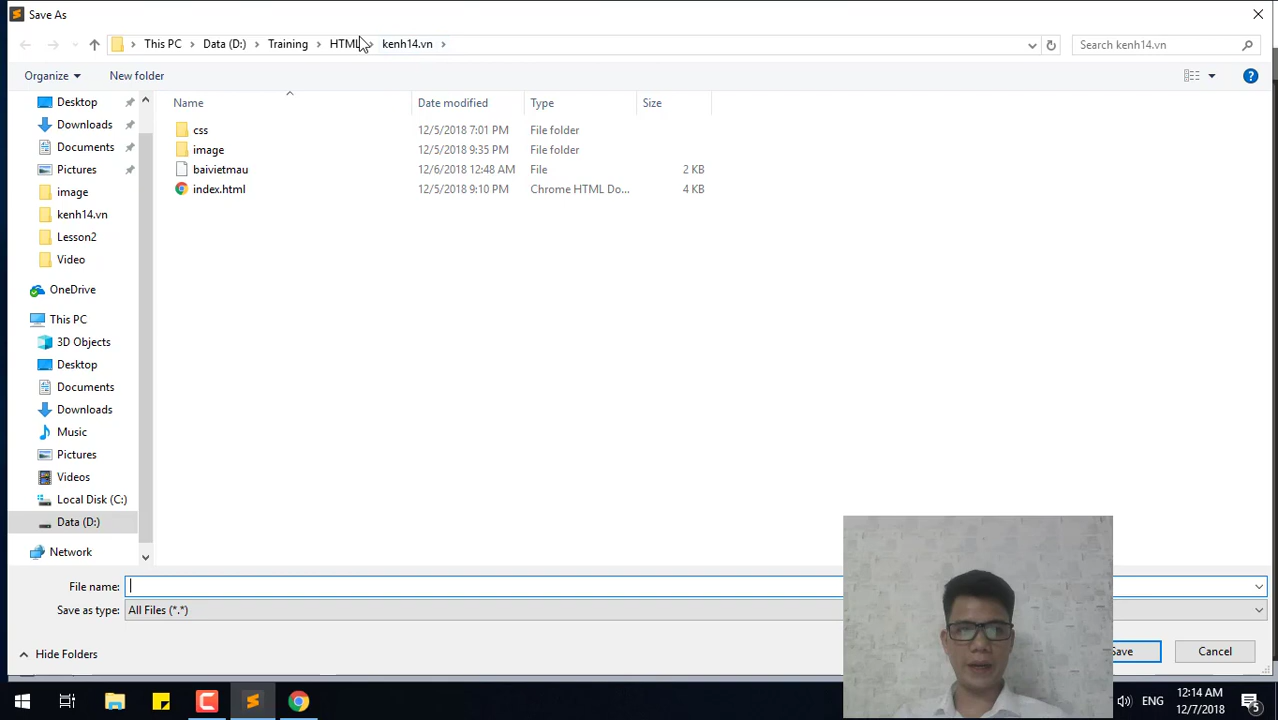 Save As
This PC Data (D:) Training HTML kenh14.vn
Search kenh14.vn
Organize New folder
Name Date modified Type Size
css 12/5/2018 7:01 PM File folder
image 12/5/2018 9:35 PM File folder
baivietmau 12/6/2018 12:48 AM File 2 KB
index.html 12/5/2018 9:10 PM Chrome HTML Do... 4 KB
Desktop
Downloads
Documents
Pictures
image
kenh14.vn
Lesson2
Video
OneDrive
This PC
3D Objects
Desktop
Documents
Downloads
Music
Pictures
Videos
Local Disk (C:)
Data (D:)
Network
File name:
Save as type: All Files (*.*)
Hide Folders
Save Cancel
ENG
12:14 AM
12/7/2018
5